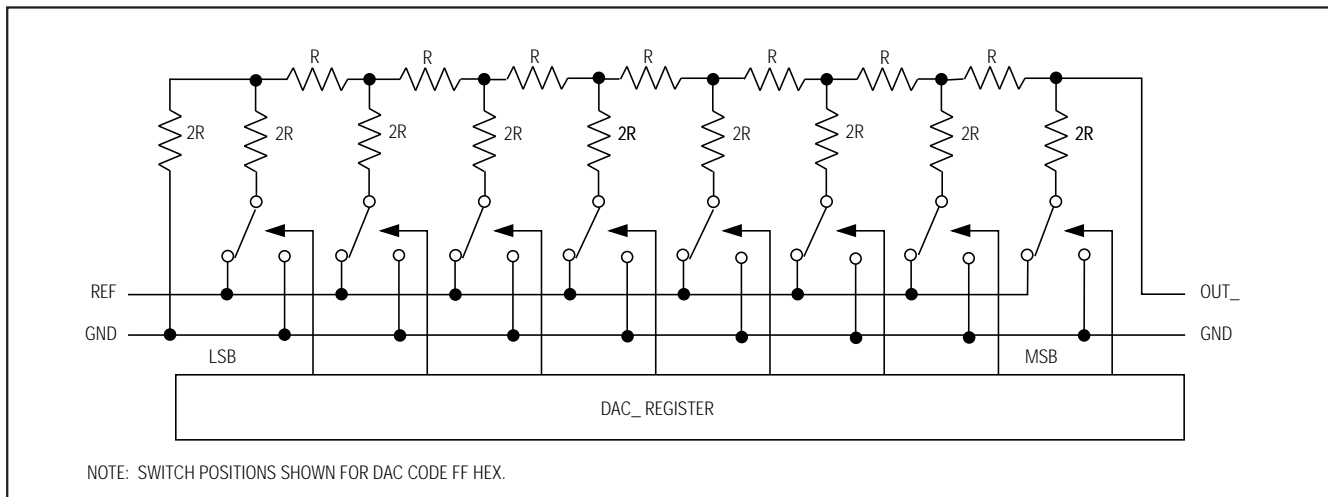 R R R R R R R
2R 2R 2R 2R 2R 2R 2R 2R 2R
REF OUT_
GND GND
LSB MSB
DAC_ REGISTER
NOTE: SWITCH POSITIONS SHOWN FOR DAC CODE FF HEX.